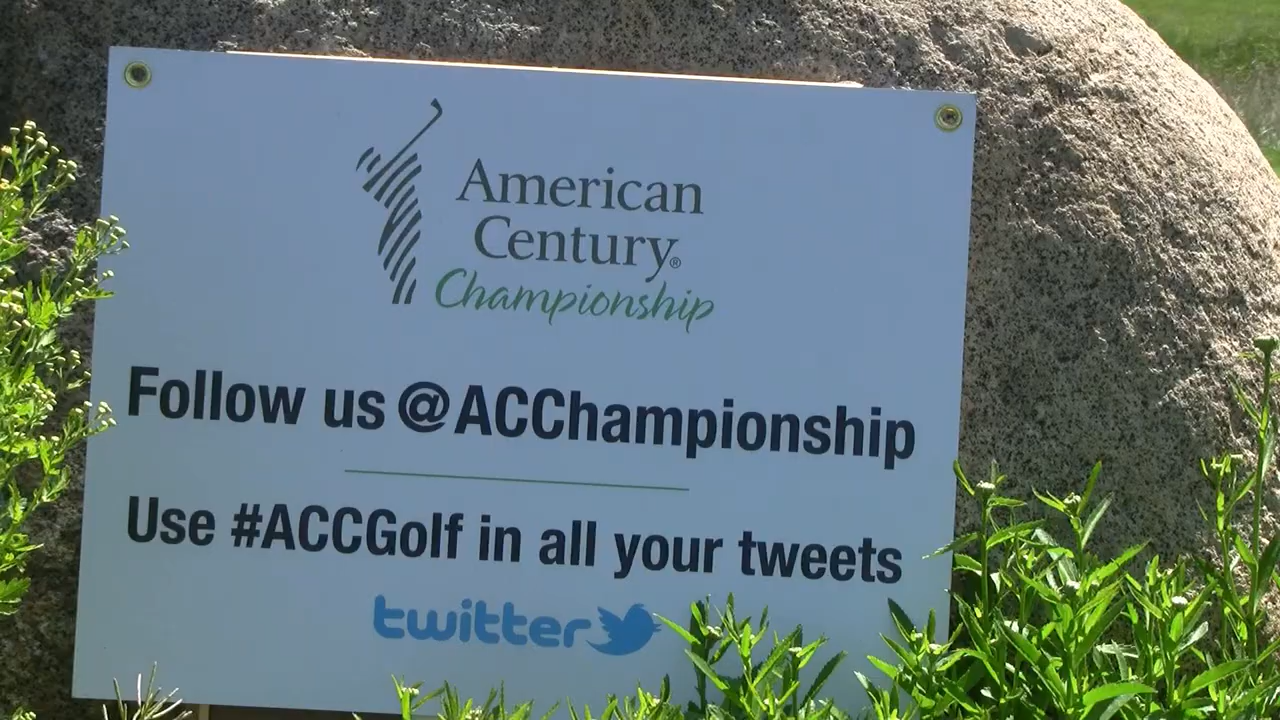 American
Century®
Championship
Follow us @ACChampionship
Use #ACCGolf in all your tweets
twitter